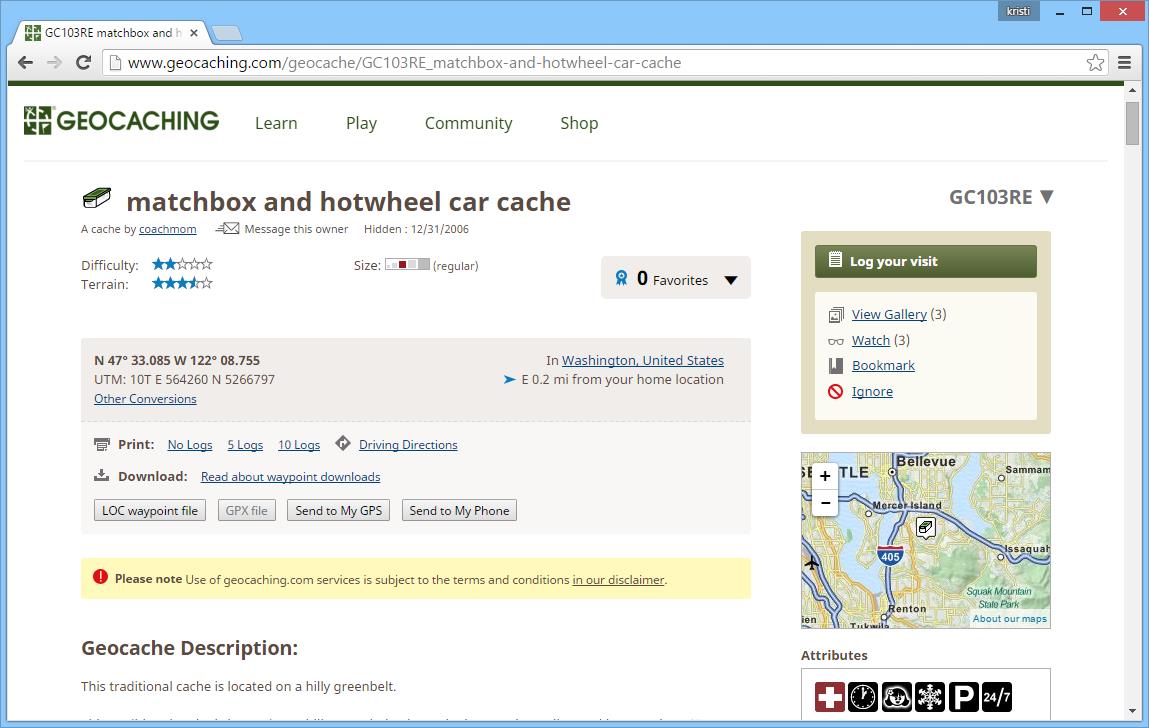 kristi
GC103RE matchbox and h
www.geocaching.com/geocache/GC103RE_matchbox-and-hotwheel-car-cache
GEOCACHING Learn Play Community Shop
matchbox and hotwheel car cache
GC103RE ▼
A cache by coachmom Message this owner Hidden : 12/31/2006
Difficulty:
Terrain:
Size: (regular)
0 Favorites
Log your visit
View Gallery (3)
Watch (3)
Bookmark
Ignore
N 47° 33.085 W 122° 08.755
UTM: 10T E 564260 N 5266797
Other Conversions
In Washington, United States
E 0.2 mi from your home location
Print: No Logs 5 Logs 10 Logs Driving Directions
Download: Read about waypoint downloads
LOC waypoint file GPX file Send to My GPS Send to My Phone
Please note Use of geocaching.com services is subject to the terms and conditions in our disclaimer.
+
−
TTLE
Bellevue
Sammam
Mercer Island
405
Issaquah
Squak Mountain
State Park
Renton
Tukwila
About our maps
Geocache Description:
This traditional cache is located on a hilly greenbelt.
Attributes
P
24/7